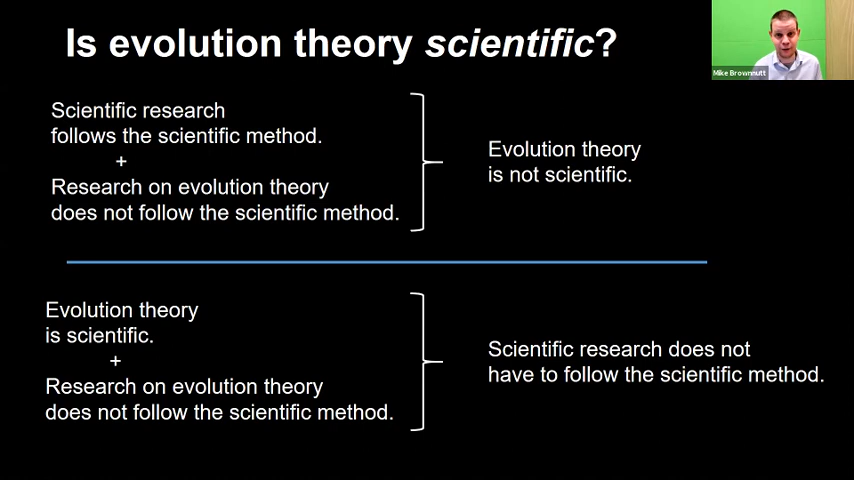 Is evolution theory scientific?
Mike Brownnutt
Scientific research
follows the scientific method.
+
Research on evolution theory
does not follow the scientific method.
Evolution theory
is not scientific.
Evolution theory
is scientific.
+
Research on evolution theory
does not follow the scientific method.
Scientific research does not
have to follow the scientific method.